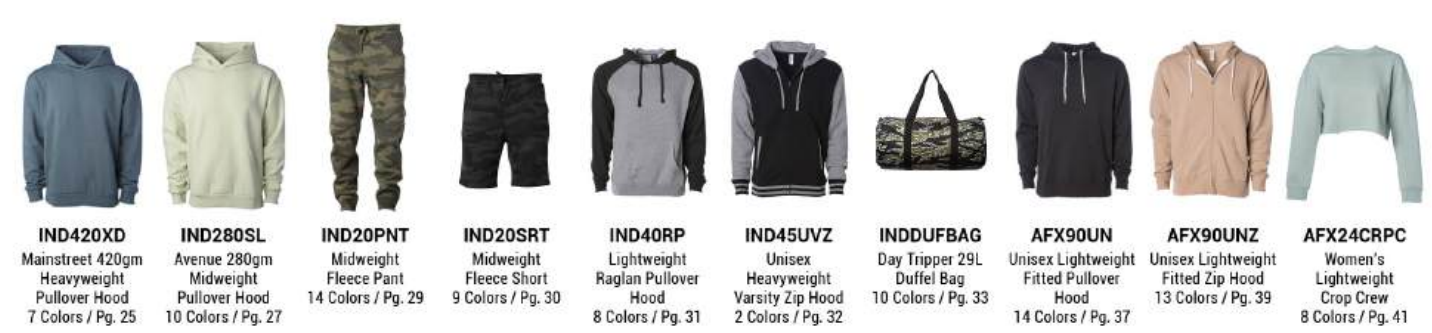 IND420XD
Mainstreet 420gm
Heavyweight
Pullover Hood
7 Colors / Pg. 25
IND280SL
Avenue 280gm
Midweight
Pullover Hood
10 Colors / Pg. 27
IND20PNT
Midweight
Fleece Pant
14 Colors / Pg. 29
IND20SRT
Midweight
Fleece Short
9 Colors / Pg. 30
IND40RP
Lightweight
Raglan Pullover
Hood
8 Colors / Pg. 31
IND45UVZ
Unisex
Heavyweight
Varsity Zip Hood
2 Colors / Pg. 32
INDDUFBAG
Day Tripper 29L
Duffel Bag
10 Colors / Pg. 33
AFX90UN
Unisex Lightweight
Fitted Pullover
Hood
14 Colors / Pg. 37
AFX90UNZ
Unisex Lightweight
Fitted Zip Hood
13 Colors / Pg. 39
AFX24CRPC
Women's
Lightweight
Crop Crew
8 Colors / Pg. 41